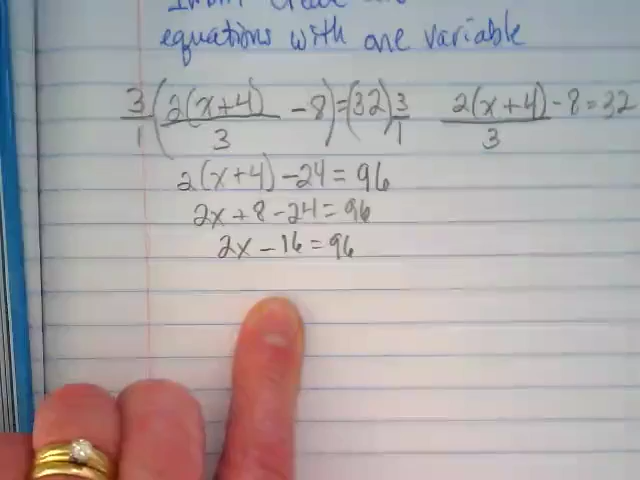 equations with one variable
3/1 (2(x+4)/3 - 8) = (32) 3/1    2(x+4)/3 - 8 = 32
2(x+4) - 24 = 96
2x + 8 - 24 = 96
2x - 16 = 96